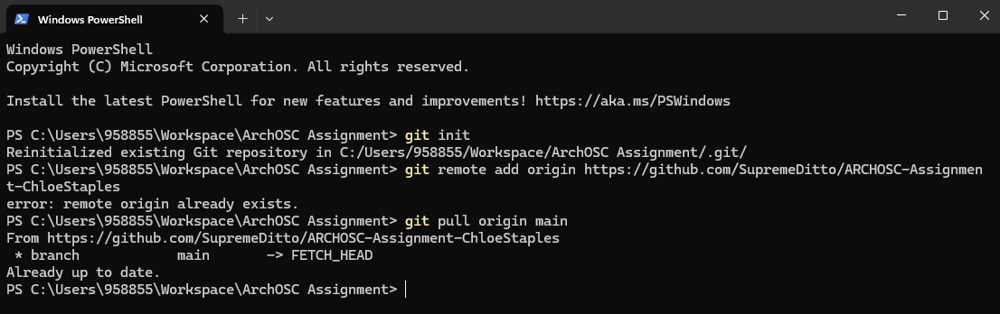 Windows PowerShell
Windows PowerShell
Copyright (C) Microsoft Corporation. All rights reserved.
Install the latest PowerShell for new features and improvements! https://aka.ms/PSWindows
PS C:\Users\958855\Workspace\ArchOSC Assignment> git init
Reinitialized existing Git repository in C:/Users/958855/Workspace/ArchOSC Assignment/.git/
PS C:\Users\958855\Workspace\ArchOSC Assignment> git remote add origin https://github.com/SupremeDitto/ARCHOSC-Assignmen
t-ChloeStaples
error: remote origin already exists.
PS C:\Users\958855\Workspace\ArchOSC Assignment> git pull origin main
From https://github.com/SupremeDitto/ARCHOSC-Assignment-ChloeStaples
 * branch            main       -> FETCH_HEAD
Already up to date.
PS C:\Users\958855\Workspace\ArchOSC Assignment>